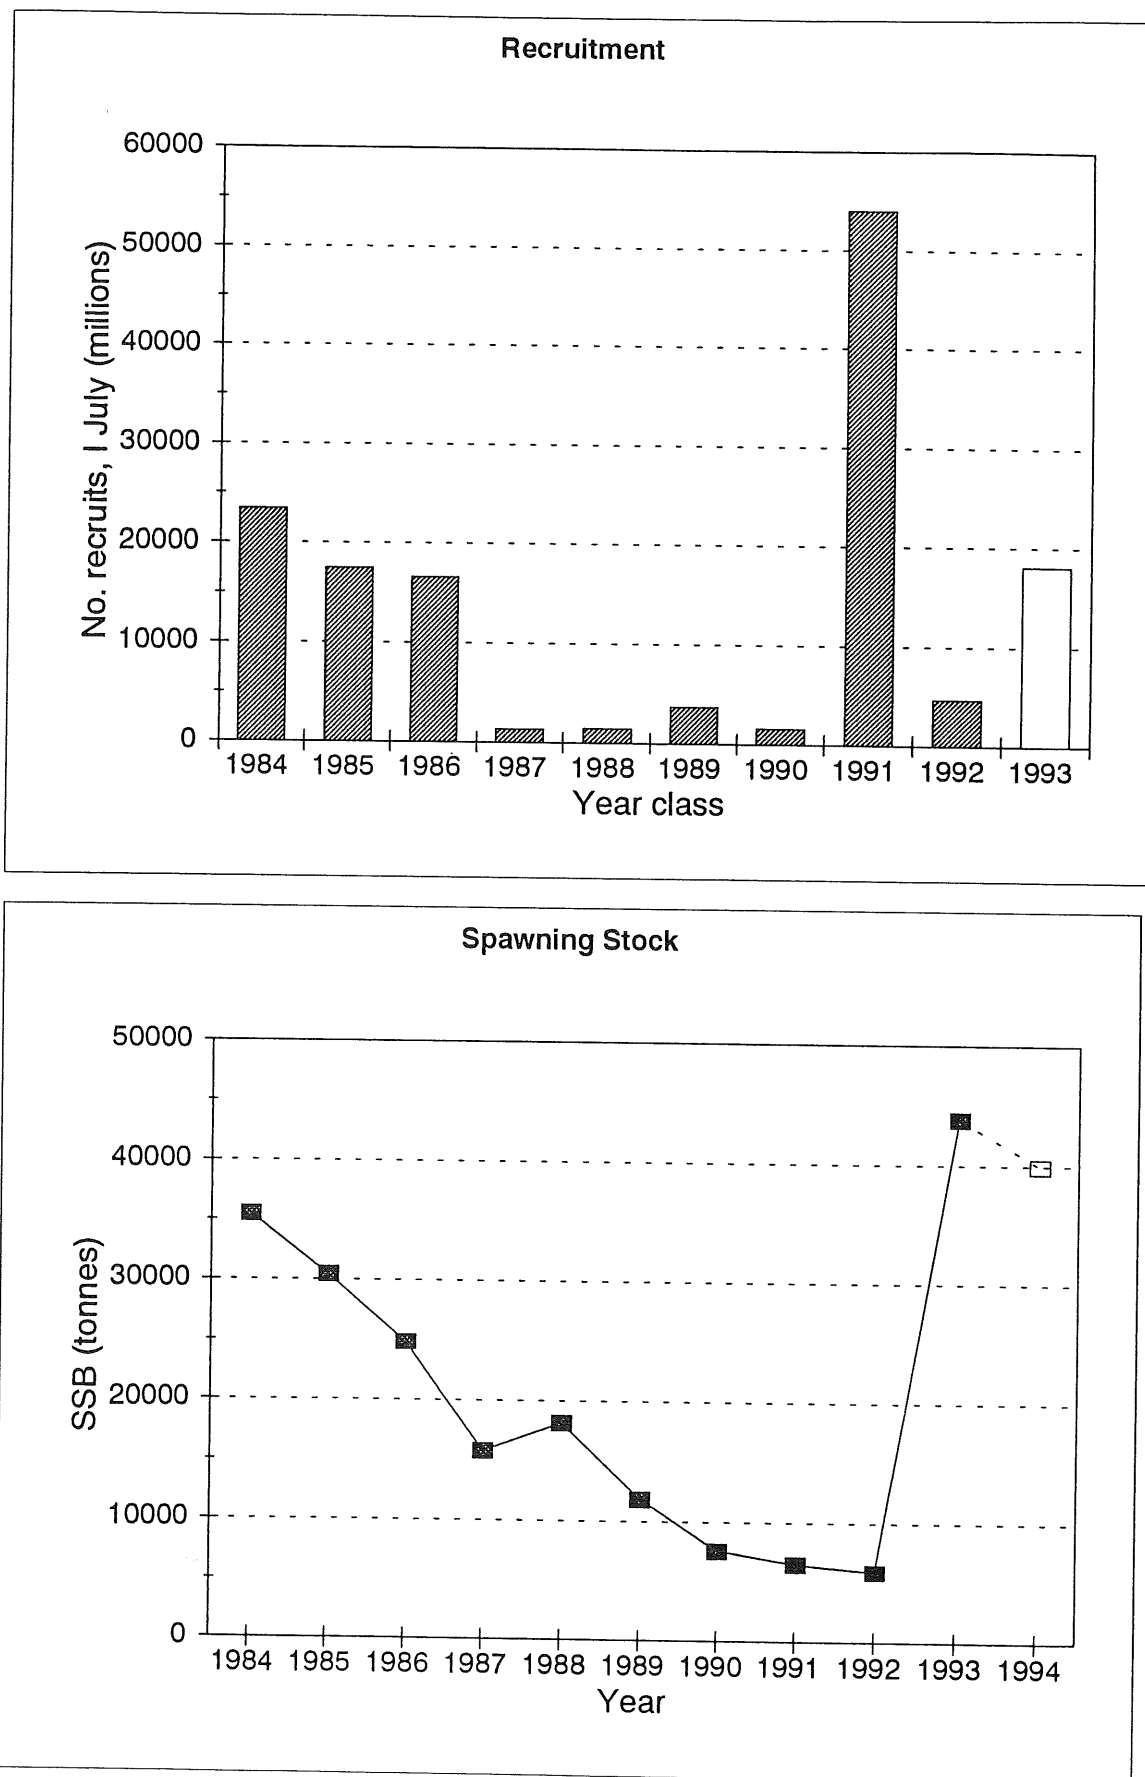 Recruitment
60000
50000
40000
30000
20000
10000
0
No. recruits, I July (millions)
1984 1985 1986 1987 1988 1989 1990 1991 1992 1993
Year class
Spawning Stock
50000
40000
30000
20000
10000
0
SSB (tonnes)
1984 1985 1986 1987 1988 1989 1990 1991 1992 1993 1994
Year